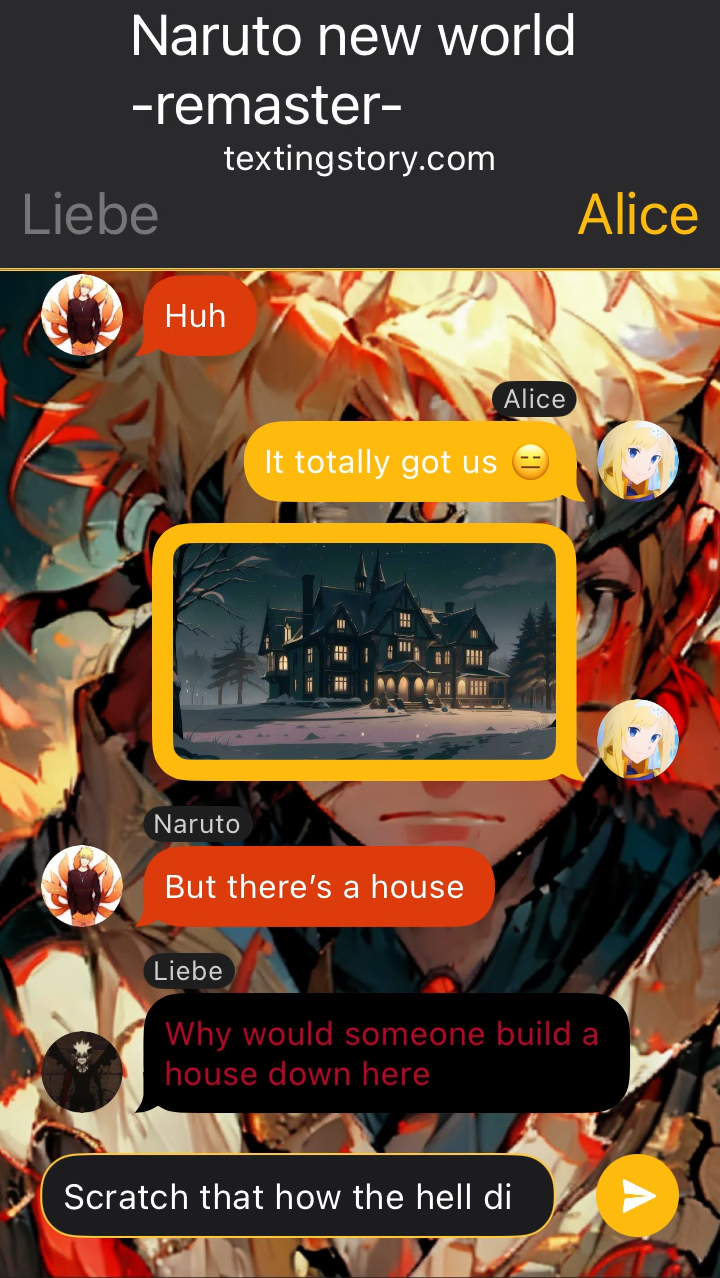 Naruto new world
-remaster-
textingstory.com
Liebe
Alice
Huh
Alice
It totally got us 😑
Naruto
But there’s a house
Liebe
Why would someone build a
house down here
Scratch that how the hell di